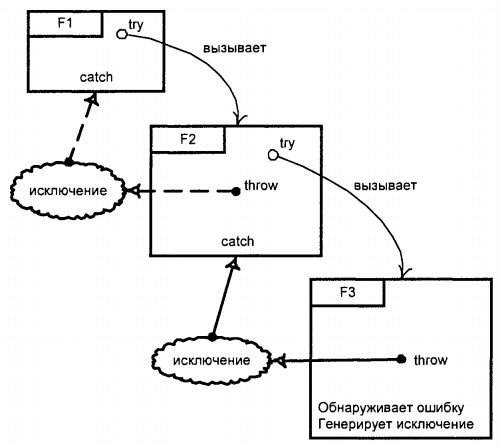 F1
try
вызывает
catch
F2
try
исключение
throw
вызывает
catch
F3
исключение
throw
Обнаруживает ошибку
Генерирует исключение